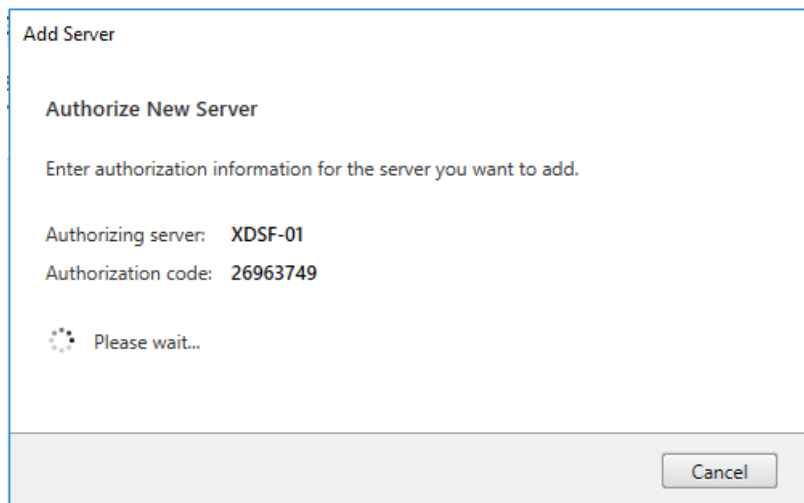 Add Server
Authorize New Server
Enter authorization information for the server you want to add.
Authorizing server: XDSF-01
Authorization code: 26963749
Please wait...
Cancel